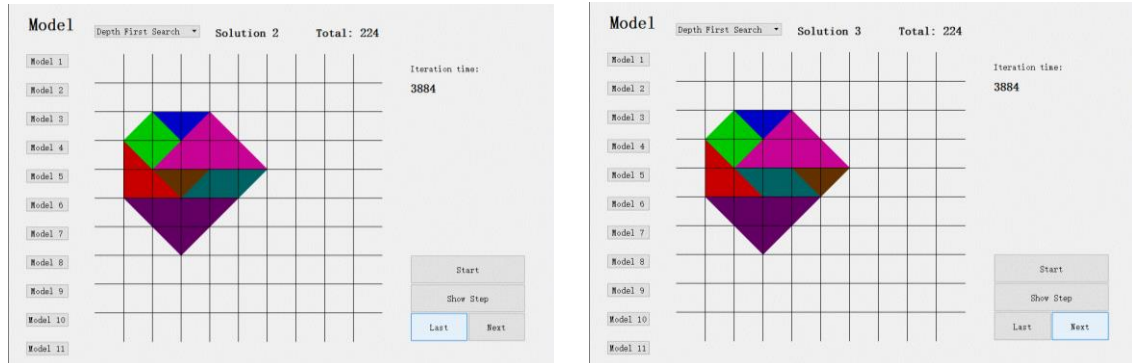 Model
Depth First Search
Solution 2
Total: 224
Model 1
Model 2
Model 3
Model 4
Model 5
Model 6
Model 7
Model 8
Model 9
Model 10
Model 11
Iteration time:
3884
Start
Show Step
Last
Next
Model
Depth First Search
Solution 3
Total: 224
Model 1
Model 2
Model 3
Model 4
Model 5
Model 6
Model 7
Model 8
Model 9
Model 10
Model 11
Iteration time:
3884
Start
Show Step
Last
Next